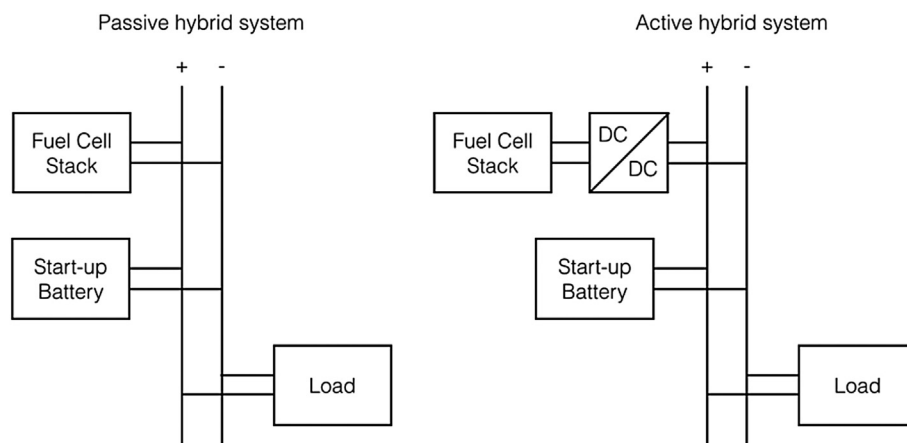 Passive hybrid system
+ -
Fuel Cell
Stack
Start-up
Battery
Load
Active hybrid system
+ -
Fuel Cell
Stack
DC
DC
Start-up
Battery
Load